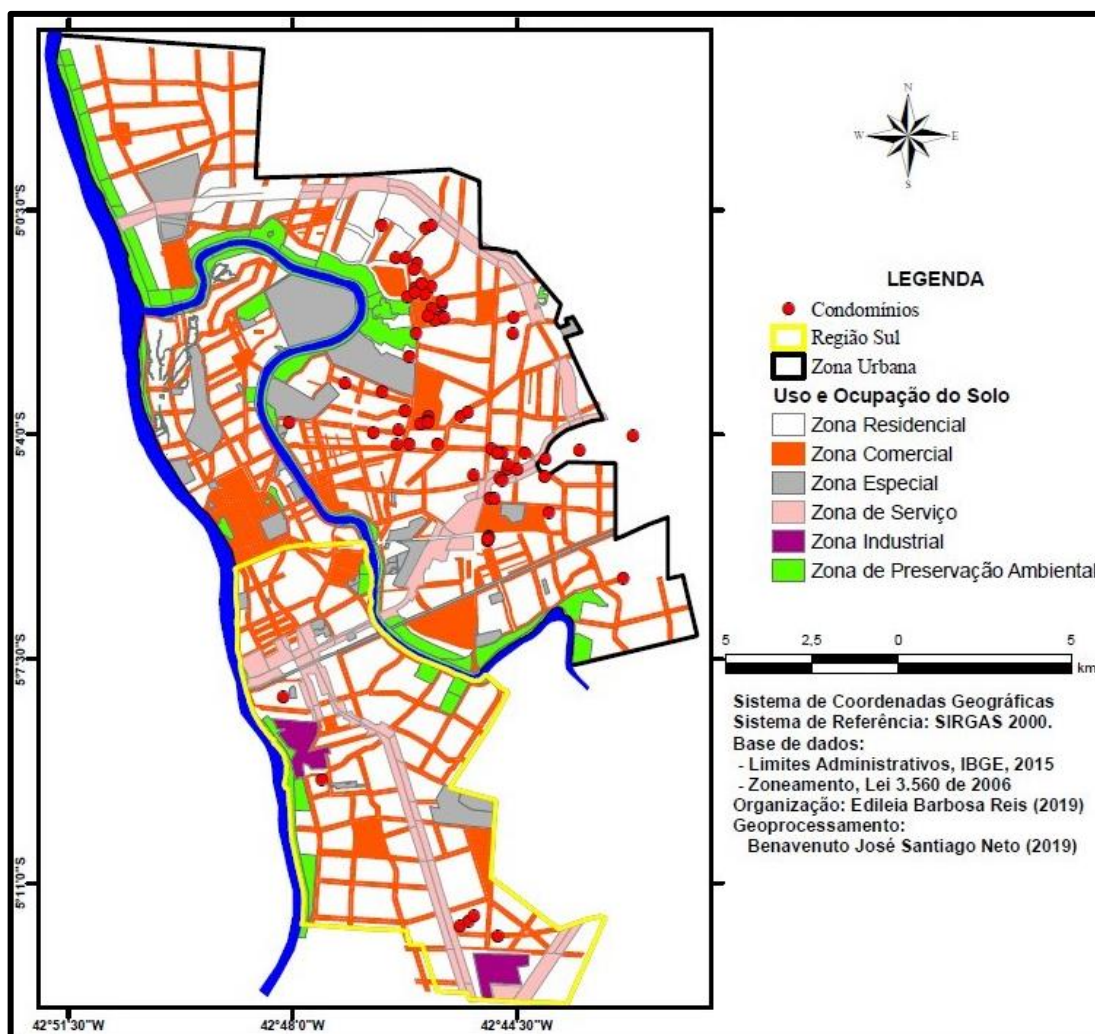 N
W
E
S
5°0'30"S
5°4'0"S
5°7'30"S
5°11'0"S
42°51'30"W
42°48'0"W
42°44'30"W
LEGENDA
Condomínios
Região Sul
Zona Urbana
Uso e Ocupação do Solo
Zona Residencial
Zona Comercial
Zona Especial
Zona de Serviço
Zona Industrial
Zona de Preservação Ambiental
5 2,5 0 5
km
Sistema de Coordenadas Geográficas
Sistema de Referência: SIRGAS 2000.
Base de dados:
- Limites Administrativos, IBGE, 2015
- Zoneamento, Lei 3.560 de 2006
Organização: Edileia Barbosa Reis (2019)
Geoprocessamento:
Benavenuto José Santiago Neto (2019)